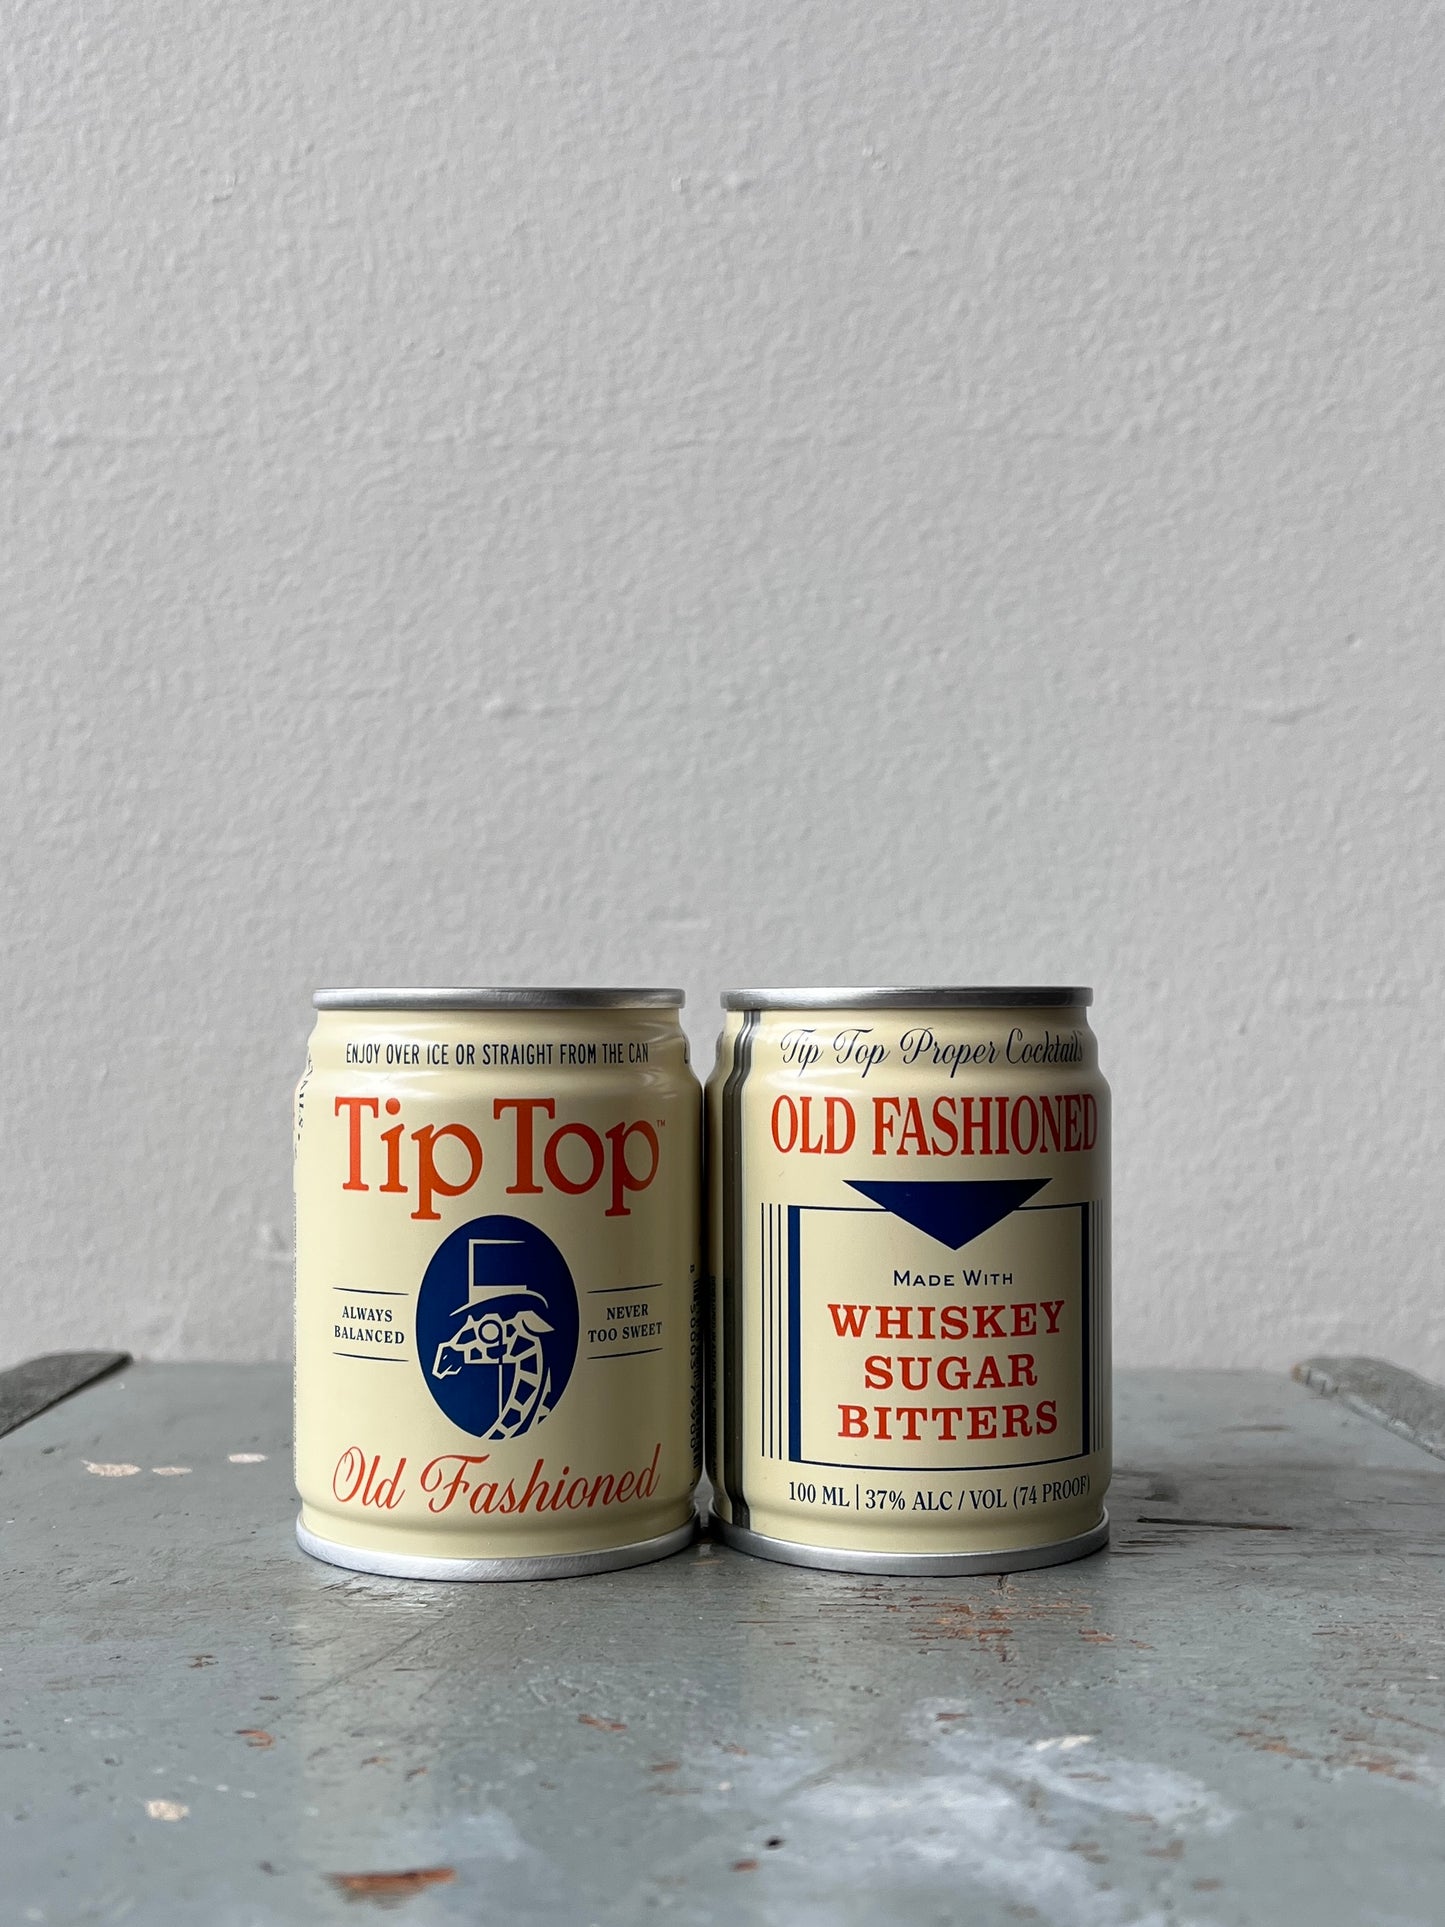 ENJOY OVER ICE OR STRAIGHT FROM THE CAN
Tip Top™
ALWAYS
BALANCED
NEVER
TOO SWEET
Old Fashioned
Tip Top Proper Cocktails
OLD FASHIONED
MADE WITH
WHISKEY
SUGAR
BITTERS
100 ML | 37% ALC / VOL (74 PROOF)